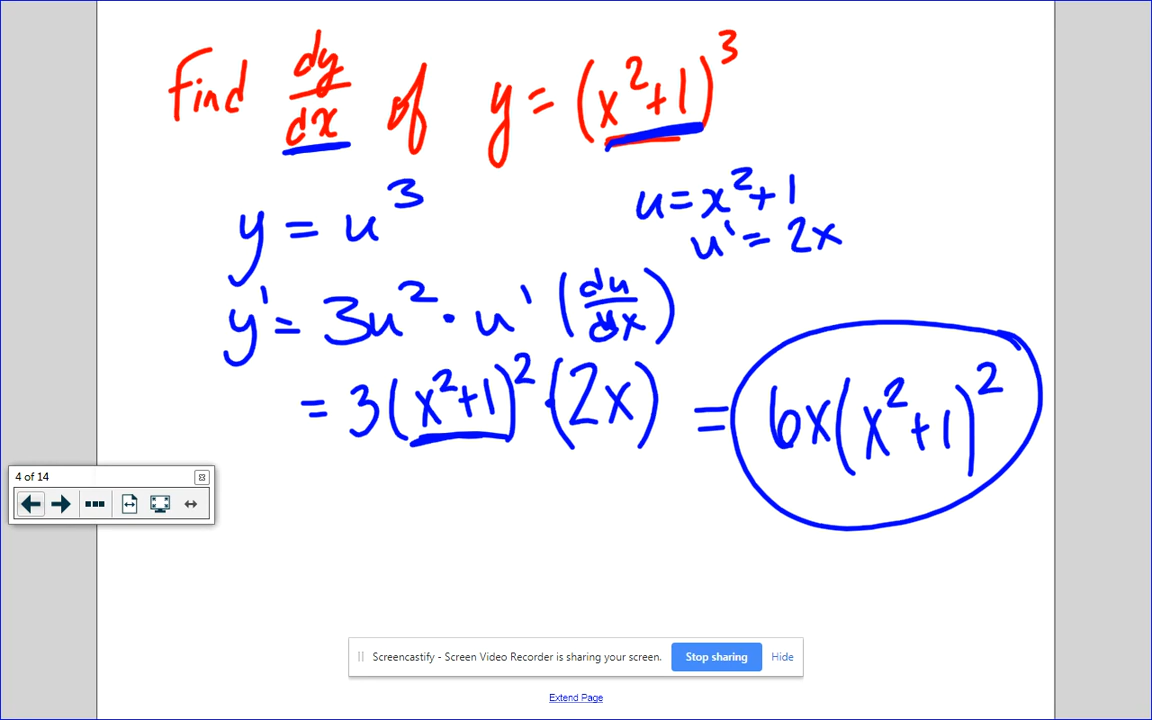 Find dy/dx of y = (x²+1)³
y = u³
u = x²+1
u' = 2x
y' = 3u² · u' (du/dx)
= 3(x²+1)² · (2x) = 6x(x²+1)²
4 of 14
Screencastify - Screen Video Recorder is sharing your screen.
Stop sharing
Hide
Extend Page